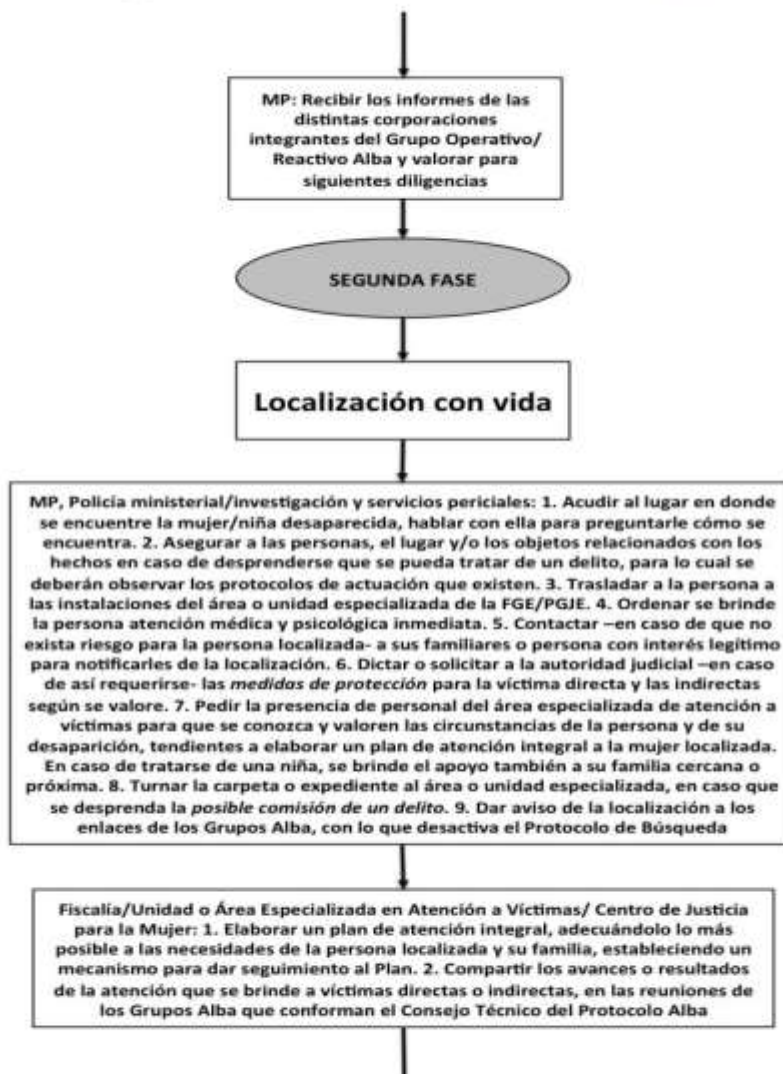 MP: Recibir los informes de las
distintas corporaciones
integrantes del Grupo Operativo/
Reactivo Alba y valorar para
siguientes diligencias
SEGUNDA FASE
Localización con vida
MP, Policía ministerial/investigación y servicios periciales: 1. Acudir al lugar en donde
se encuentre la mujer/niña desaparecida, hablar con ella para preguntarle cómo se
encuentra. 2. Asegurar a las personas, el lugar y/o los objetos relacionados con los
hechos en caso de desprenderse que se pueda tratar de un delito, para lo cual se
deberán observar los protocolos de actuación que existen. 3. Trasladar a la persona a
las instalaciones del área o unidad especializada de la FGE/PGJE. 4. Ordenar se brinde
la persona atención médica y psicológica inmediata. 5. Contactar –en caso de que no
exista riesgo para la persona localizada- a sus familiares o persona con interés legítimo
para notificarles de la localización. 6. Dictar o solicitar a la autoridad judicial –en caso
de así requerirse- las medidas de protección para la víctima directa y las indirectas
según se valore. 7. Pedir la presencia de personal del área especializada de atención a
víctimas para que se conozca y valoren las circunstancias de la persona y de su
desaparición, tendientes a elaborar un plan de atención integral a la mujer localizada.
En caso de tratarse de una niña, se brinde el apoyo también a su familia cercana o
próxima. 8. Turnar la carpeta o expediente al área o unidad especializada, en caso que
se desprenda la posible comisión de un delito. 9. Dar aviso de la localización a los
enlaces de los Grupos Alba, con lo que desactiva el Protocolo de Búsqueda
Fiscalía/Unidad o Área Especializada en Atención a Víctimas/ Centro de Justicia
para la Mujer: 1. Elaborar un plan de atención integral, adecuándolo lo más
posible a las necesidades de la persona localizada y su familia, estableciendo un
mecanismo para dar seguimiento al Plan. 2. Compartir los avances o resultados
de la atención que se brinde a víctimas directas o indirectas, en las reuniones de
los Grupos Alba que conforman el Consejo Técnico del Protocolo Alba